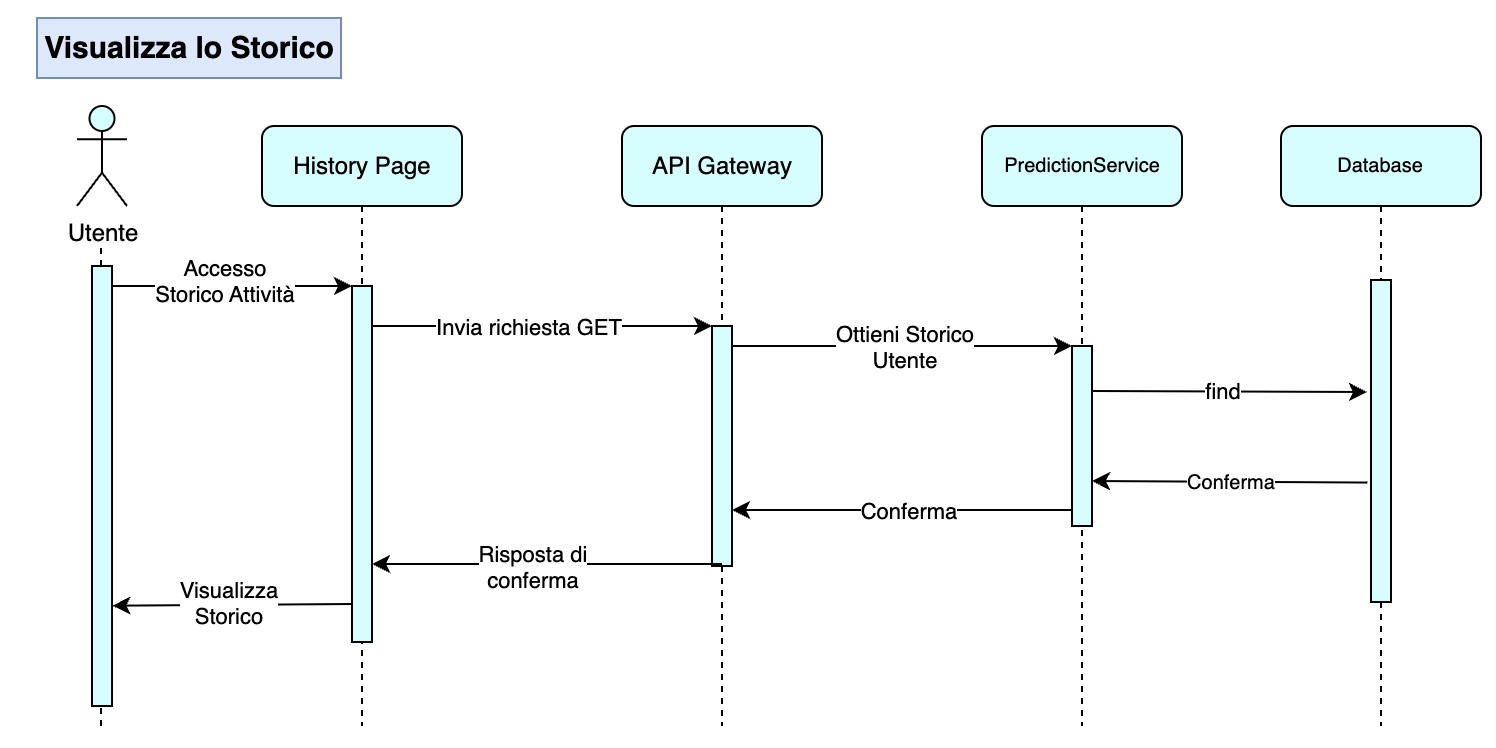 Visualizza lo Storico
History Page
API Gateway
PredictionService
Database
Utente
Accesso
Storico Attività
Invia richiesta GET
Ottieni Storico
Utente
find
Conferma
Conferma
Risposta di
conferma
Visualizza
Storico